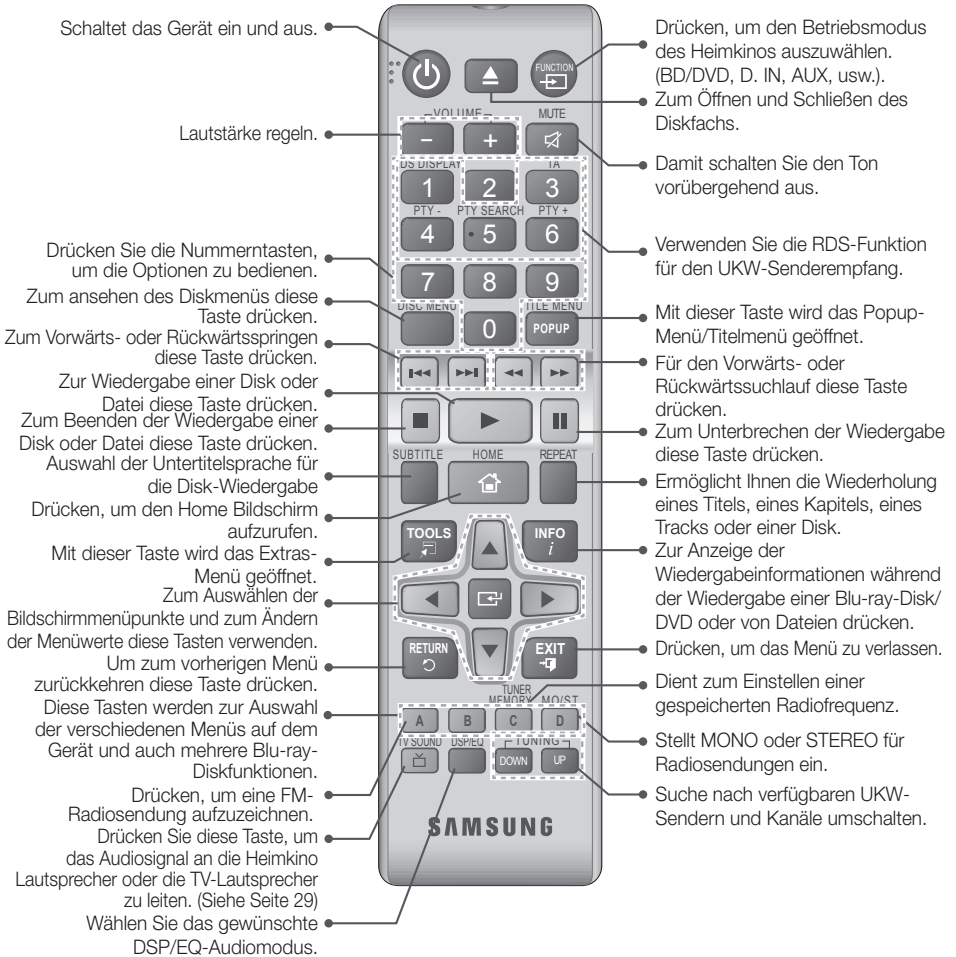 Schaltet das Gerät ein und aus.
Lautstärke regeln.
Drücken Sie die Nummerntasten,
um die Optionen zu bedienen.
Zum ansehen des Diskmenüs diese
Taste drücken.
Zum Vorwärts- oder Rückwärtsspringen
diese Taste drücken.
Zur Wiedergabe einer Disk oder
Datei diese Taste drücken.
Zum Beenden der Wiedergabe einer
Disk oder Datei diese Taste drücken.
Auswahl der Untertitelsprache für
die Disk-Wiedergabe
Drücken, um den Home Bildschirm
aufzurufen.
Mit dieser Taste wird das Extras-
Menü geöffnet.
Zum Auswählen der
Bildschirmmenüpunkte und zum Ändern
der Menüwerte diese Tasten verwenden.
Um zum vorherigen Menü
zurückkehren diese Taste drücken.
Diese Tasten werden zur Auswahl
der verschiedenen Menüs auf dem
Gerät und auch mehrere Blu-ray-
Diskfunktionen.
Drücken, um eine FM-
Radiosendung aufzuzeichnen.
Drücken Sie diese Taste, um
das Audiosignal an die Heimkino
Lautsprecher oder die TV-Lautsprecher
zu leiten. (Siehe Seite 29)
Wählen Sie das gewünschte
DSP/EQ-Audiomodus.
FUNCTION
VOLUME
MUTE
- +
DS DISPLAY TA
1 2 3
PTY - PTY SEARCH PTY +
4 5 6
7 8 9
DISC MENU TITLE MENU
0 POPUP
SUBTITLE HOME REPEAT
TOOLS INFO
i
RETURN EXIT
TUNER
MEMORY MO/ST
A B C D
TV SOUND DSP/EQ TUNING
DOWN UP
SAMSUNG
Drücken, um den Betriebsmodus
des Heimkinos auszuwählen.
(BD/DVD, D. IN, AUX, usw.).
Zum Öffnen und Schließen des
Diskfachs.
Damit schalten Sie den Ton
vorübergehend aus.
Verwenden Sie die RDS-Funktion
für den UKW-Senderempfang.
Mit dieser Taste wird das Popup-
Menü/Titelmenü geöffnet.
Für den Vorwärts- oder
Rückwärtssuchlauf diese Taste
drücken.
Zum Unterbrechen der Wiedergabe
diese Taste drücken.
Ermöglicht Ihnen die Wiederholung
eines Titels, eines Kapitels, eines
Tracks oder einer Disk.
Zur Anzeige der
Wiedergabeinformationen während
der Wiedergabe einer Blu-ray-Disk/
DVD oder von Dateien drücken.
Drücken, um das Menü zu verlassen.
Dient zum Einstellen einer
gespeicherten Radiofrequenz.
Stellt MONO oder STEREO für
Radiosendungen ein.
Suche nach verfügbaren UKW-
Sendern und Kanäle umschalten.